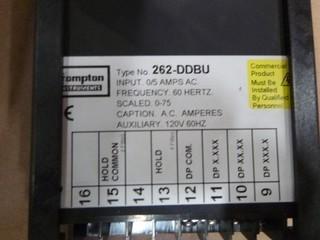 crompton
INSTRUMENTS
Type No. 262-DDBU
INPUT. 0/5 AMPS AC.
FREQUENCY. 60 HERTZ.
SCALED. 0-75
CAPTION. A.C. AMPERES
AUXILIARY. 120V 60HZ
Commercial
Product
Must Be
Installed
By Qualified
Personnel
CE
16
15 HOLD COMMON
14
13 HOLD
12 DP COM.
11 DP X.XXX
10 DP XX.XX
9 DP XXX.X